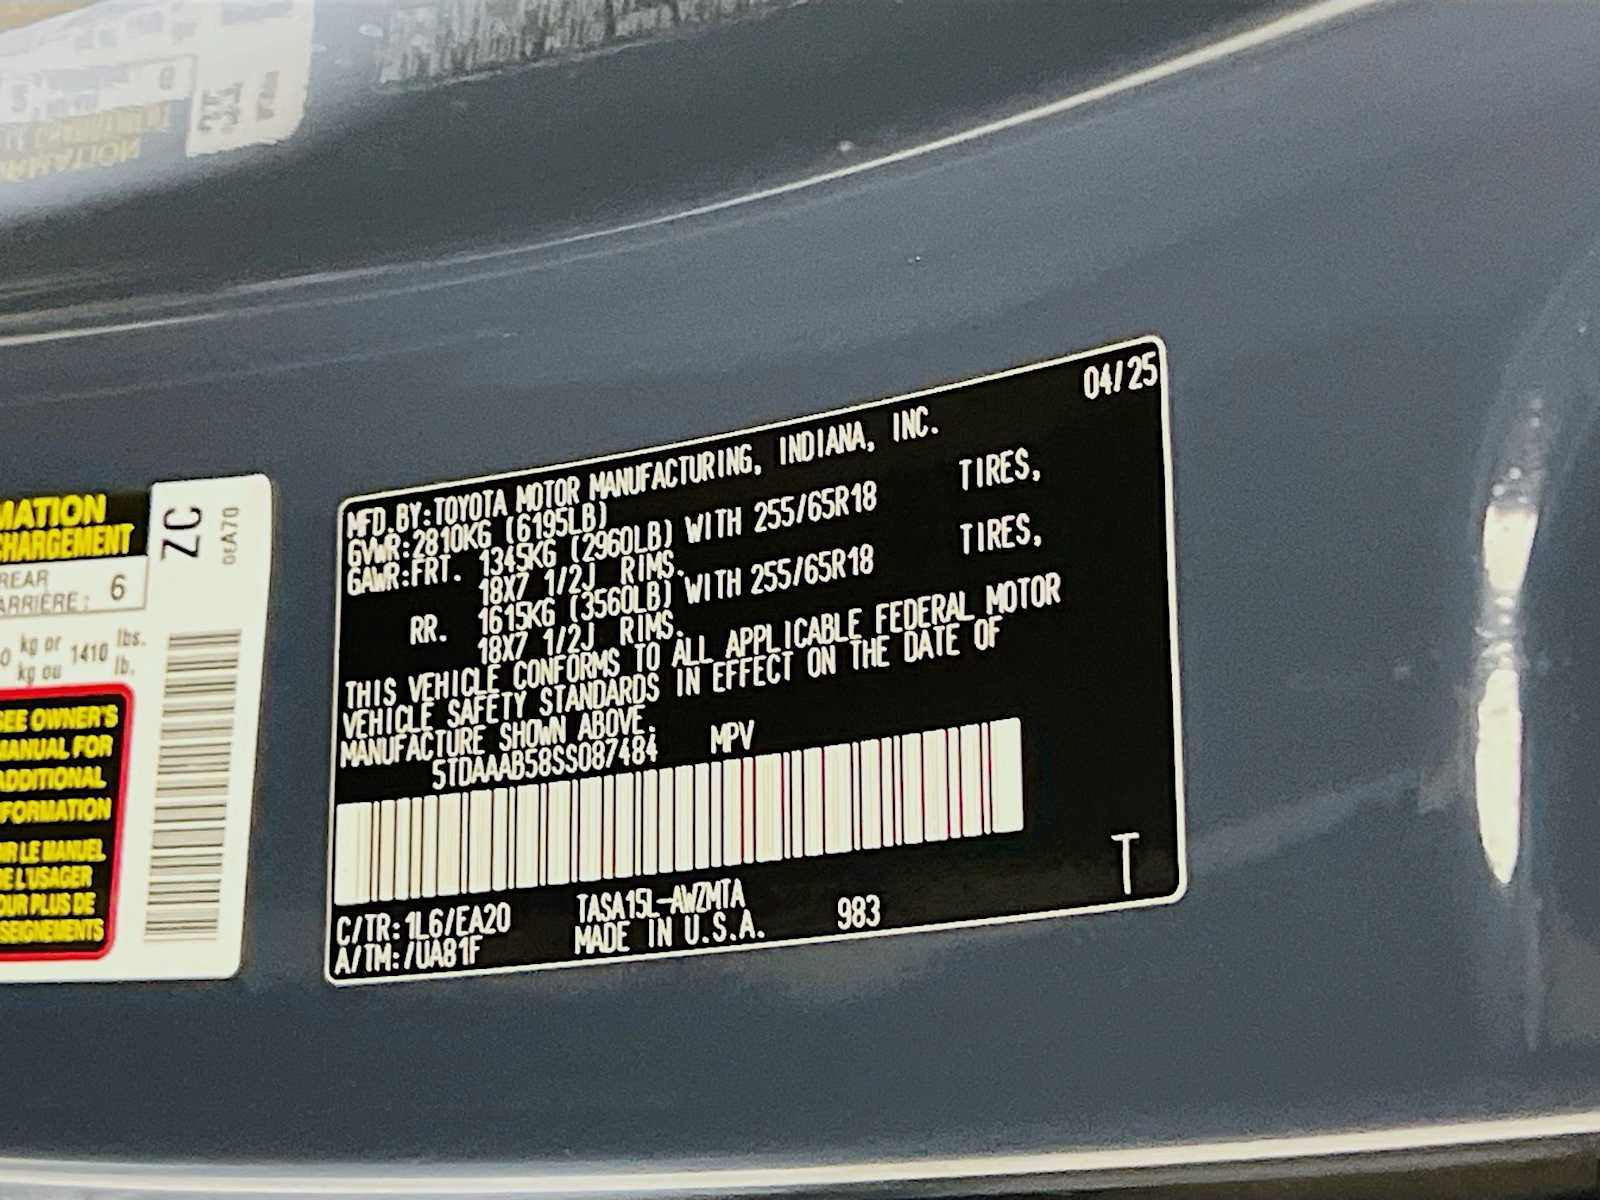 MATION
CHARGEMENT
REAR
ARRIÈRE: 6
0 kg or 1410 lbs.
kg ou lb.
SEE OWNER'S
MANUAL FOR
ADDITIONAL
FORMATION
IR LE MANUEL
DE L'USAGER
OUR PLUS DE
SEIGNEMENTS
ZC
0EA70
04/25
MFD.BY:TOYOTA MOTOR MANUFACTURING, INDIANA, INC.
GVWR:2810KG (6195LB)
GAWR:FRT. 1345KG (2960LB) WITH 255/65R18 TIRES,
18X7 1/2J RIMS.
RR. 1615KG (3560LB) WITH 255/65R18 TIRES,
18X7 1/2J RIMS.
THIS VEHICLE CONFORMS TO ALL APPLICABLE FEDERAL MOTOR
VEHICLE SAFETY STANDARDS IN EFFECT ON THE DATE OF
MANUFACTURE SHOWN ABOVE.
5TDAAAB58SS087484 MPV
C/TR:1L6/EA20 TASA15L-AWZMTA
A/TM:/UA81F MADE IN U.S.A. 983
T